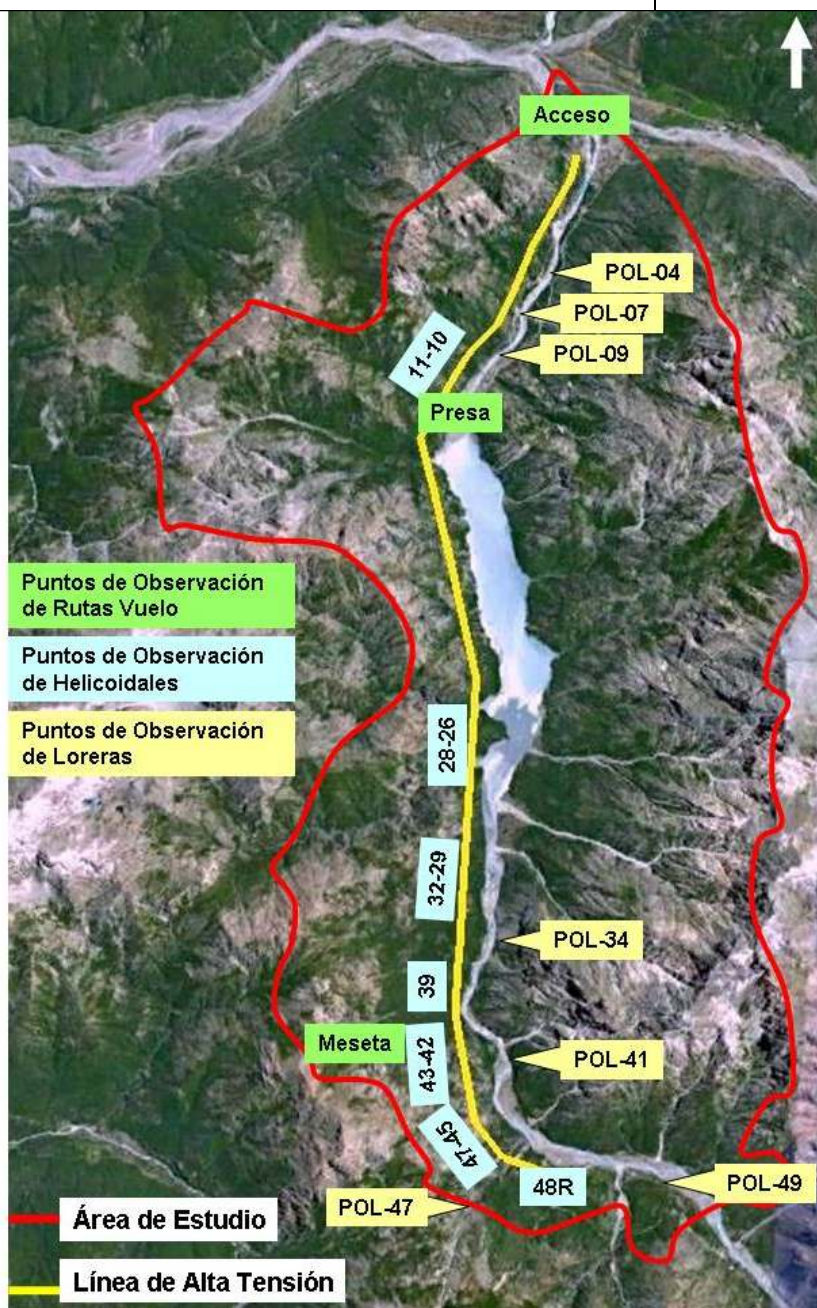 Acceso
POL-04
POL-07
POL-09
11-10
Presa
Puntos de Observación
de Rutas Vuelo
Puntos de Observación
de Helicoidales
Puntos de Observación
de Loreras
28-26
32-29
POL-34
39
Meseta
43-42
POL-41
47-45
48R
POL-49
POL-47
Área de Estudio
Línea de Alta Tensión